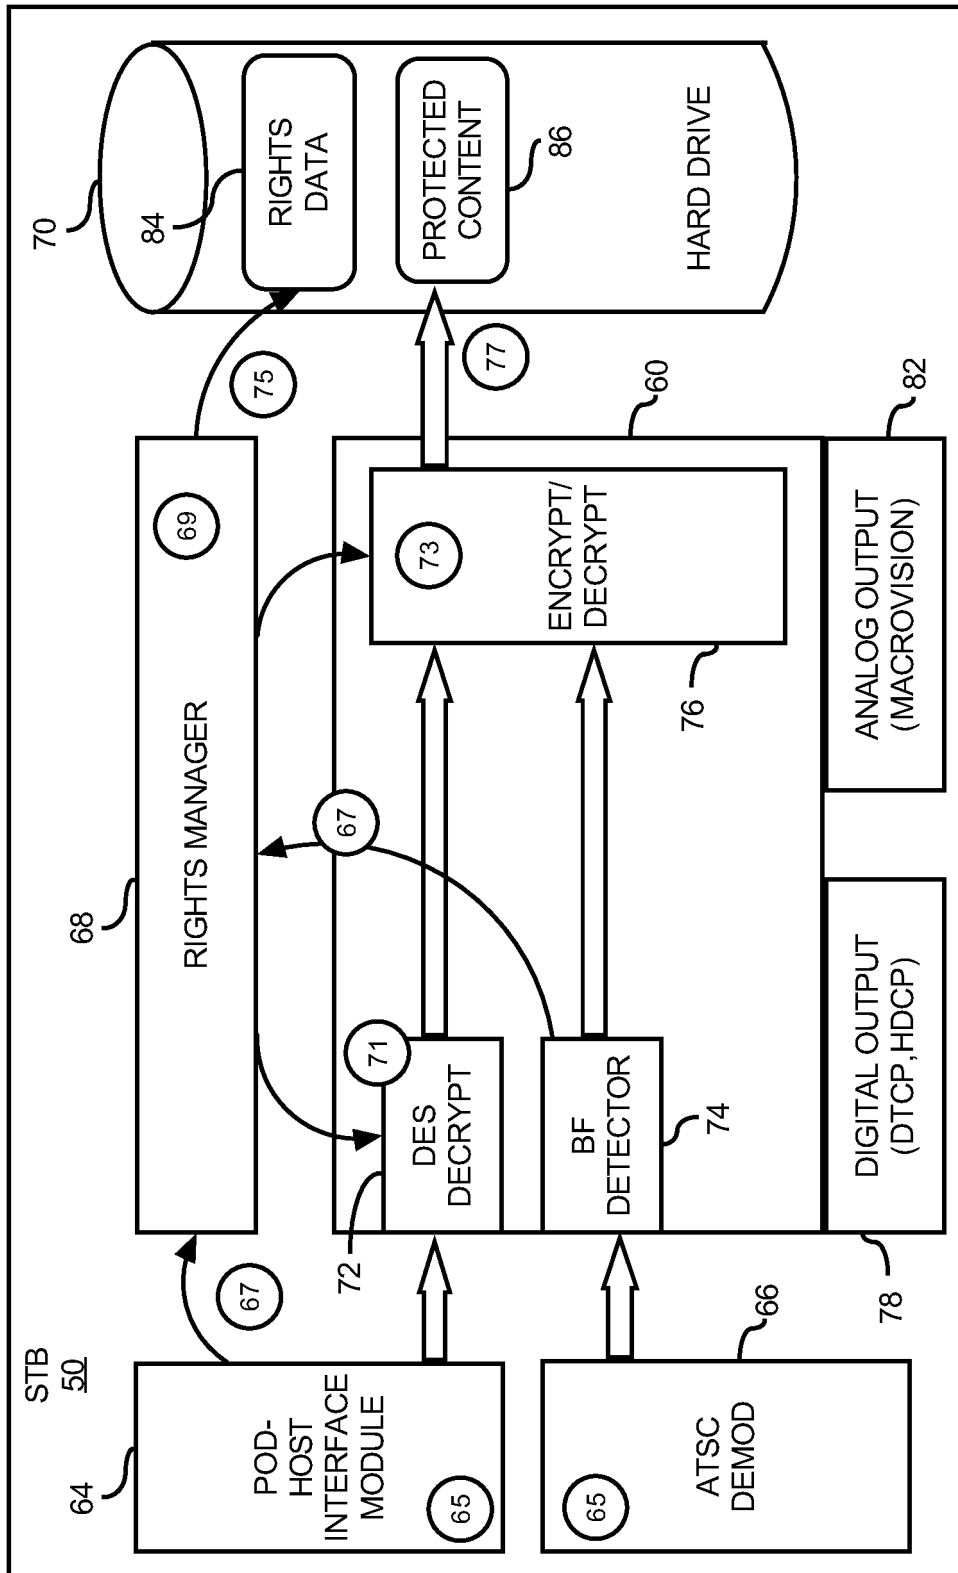 STB
50
64
POD-
HOST
INTERFACE
MODULE
65
67
68
RIGHTS MANAGER
69
75
70
84
RIGHTS
DATA
PROTECTED
CONTENT
86
HARD DRIVE
77
72
DES
DECRYPT
71
67
73
ENCRYPT/
DECRYPT
76
60
BF
DETECTOR
74
65
ATSC
DEMOD
66
78
DIGITAL OUTPUT
(DTCP,HDCP)
ANALOG OUTPUT
(MACROVISION)
82